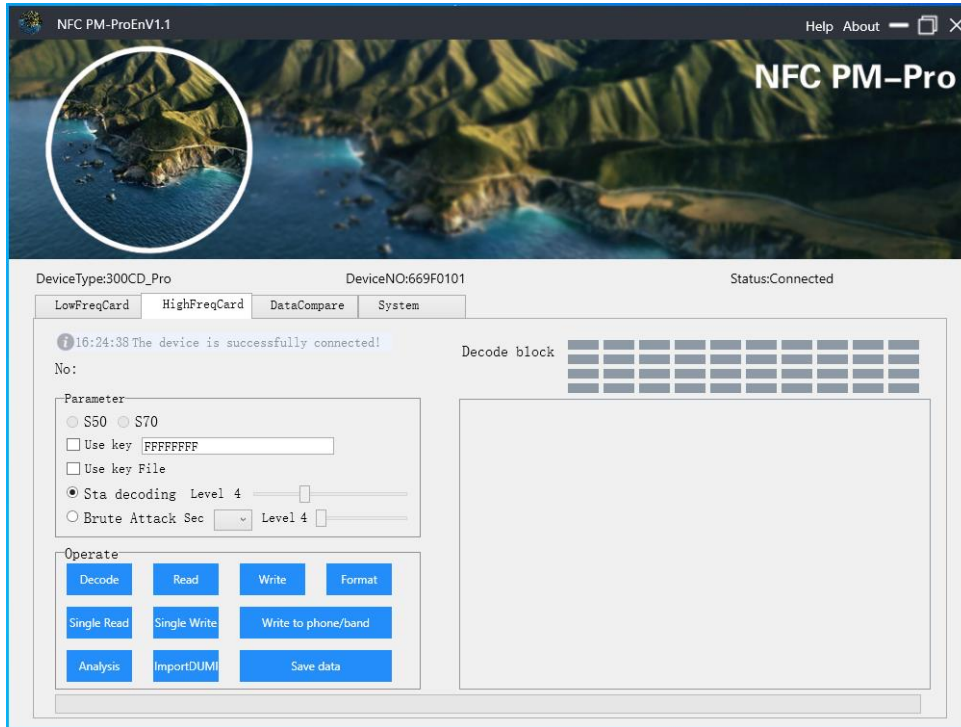 NFC PM-ProEnV1.1 Help About
NFC PM-Pro
DeviceType:300CD_Pro DeviceNO:669F0101 Status:Connected
LowFreqCard HighFreqCard DataCompare System
16:24:38 The device is successfully connected!
No:
Decode block
Parameter
S50 S70
Use key FFFFFFFF
Use key File
Sta decoding Level 4
Brute Attack Sec Level 4
Operate
Decode Read Write Format
Single Read Single Write Write to phone/band
Analysis ImportDUMI Save data